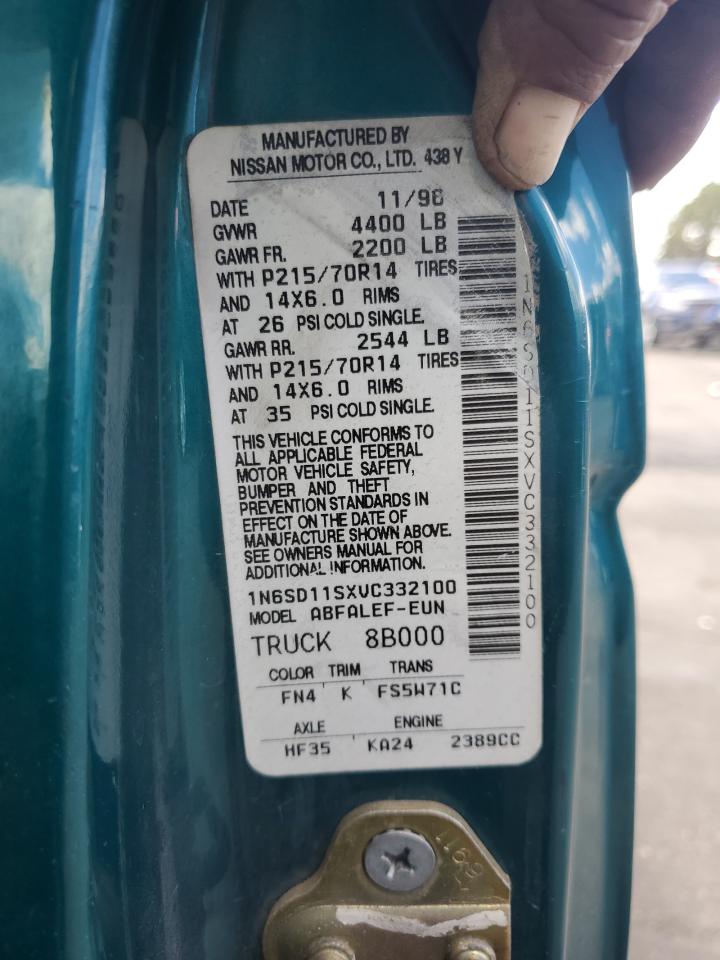 MANUFACTURED BY
NISSAN MOTOR CO., LTD. 438 Y
DATE 11/96
GVWR 4400 LB
GAWR FR. 2200 LB
WITH P215/70R14 TIRES
AND 14X6.0 RIMS
AT 26 PSI COLD SINGLE.
GAWR RR. 2544 LB
WITH P215/70R14 TIRES
AND 14X6.0 RIMS
AT 35 PSI COLD SINGLE.
THIS VEHICLE CONFORMS TO
ALL APPLICABLE FEDERAL
MOTOR VEHICLE SAFETY,
BUMPER AND THEFT
PREVENTION STANDARDS IN
EFFECT ON THE DATE OF
MANUFACTURE SHOWN ABOVE.
SEE OWNERS MANUAL FOR
ADDITIONAL INFORMATION.
1N6SD11SXVC332100
MODEL ABFALEF-EUN
TRUCK 8B000
COLOR TRIM TRANS
FN4 K FS5W71C
AXLE ENGINE
HF35 KA24 2389CC
1N6SD11SXVC332100